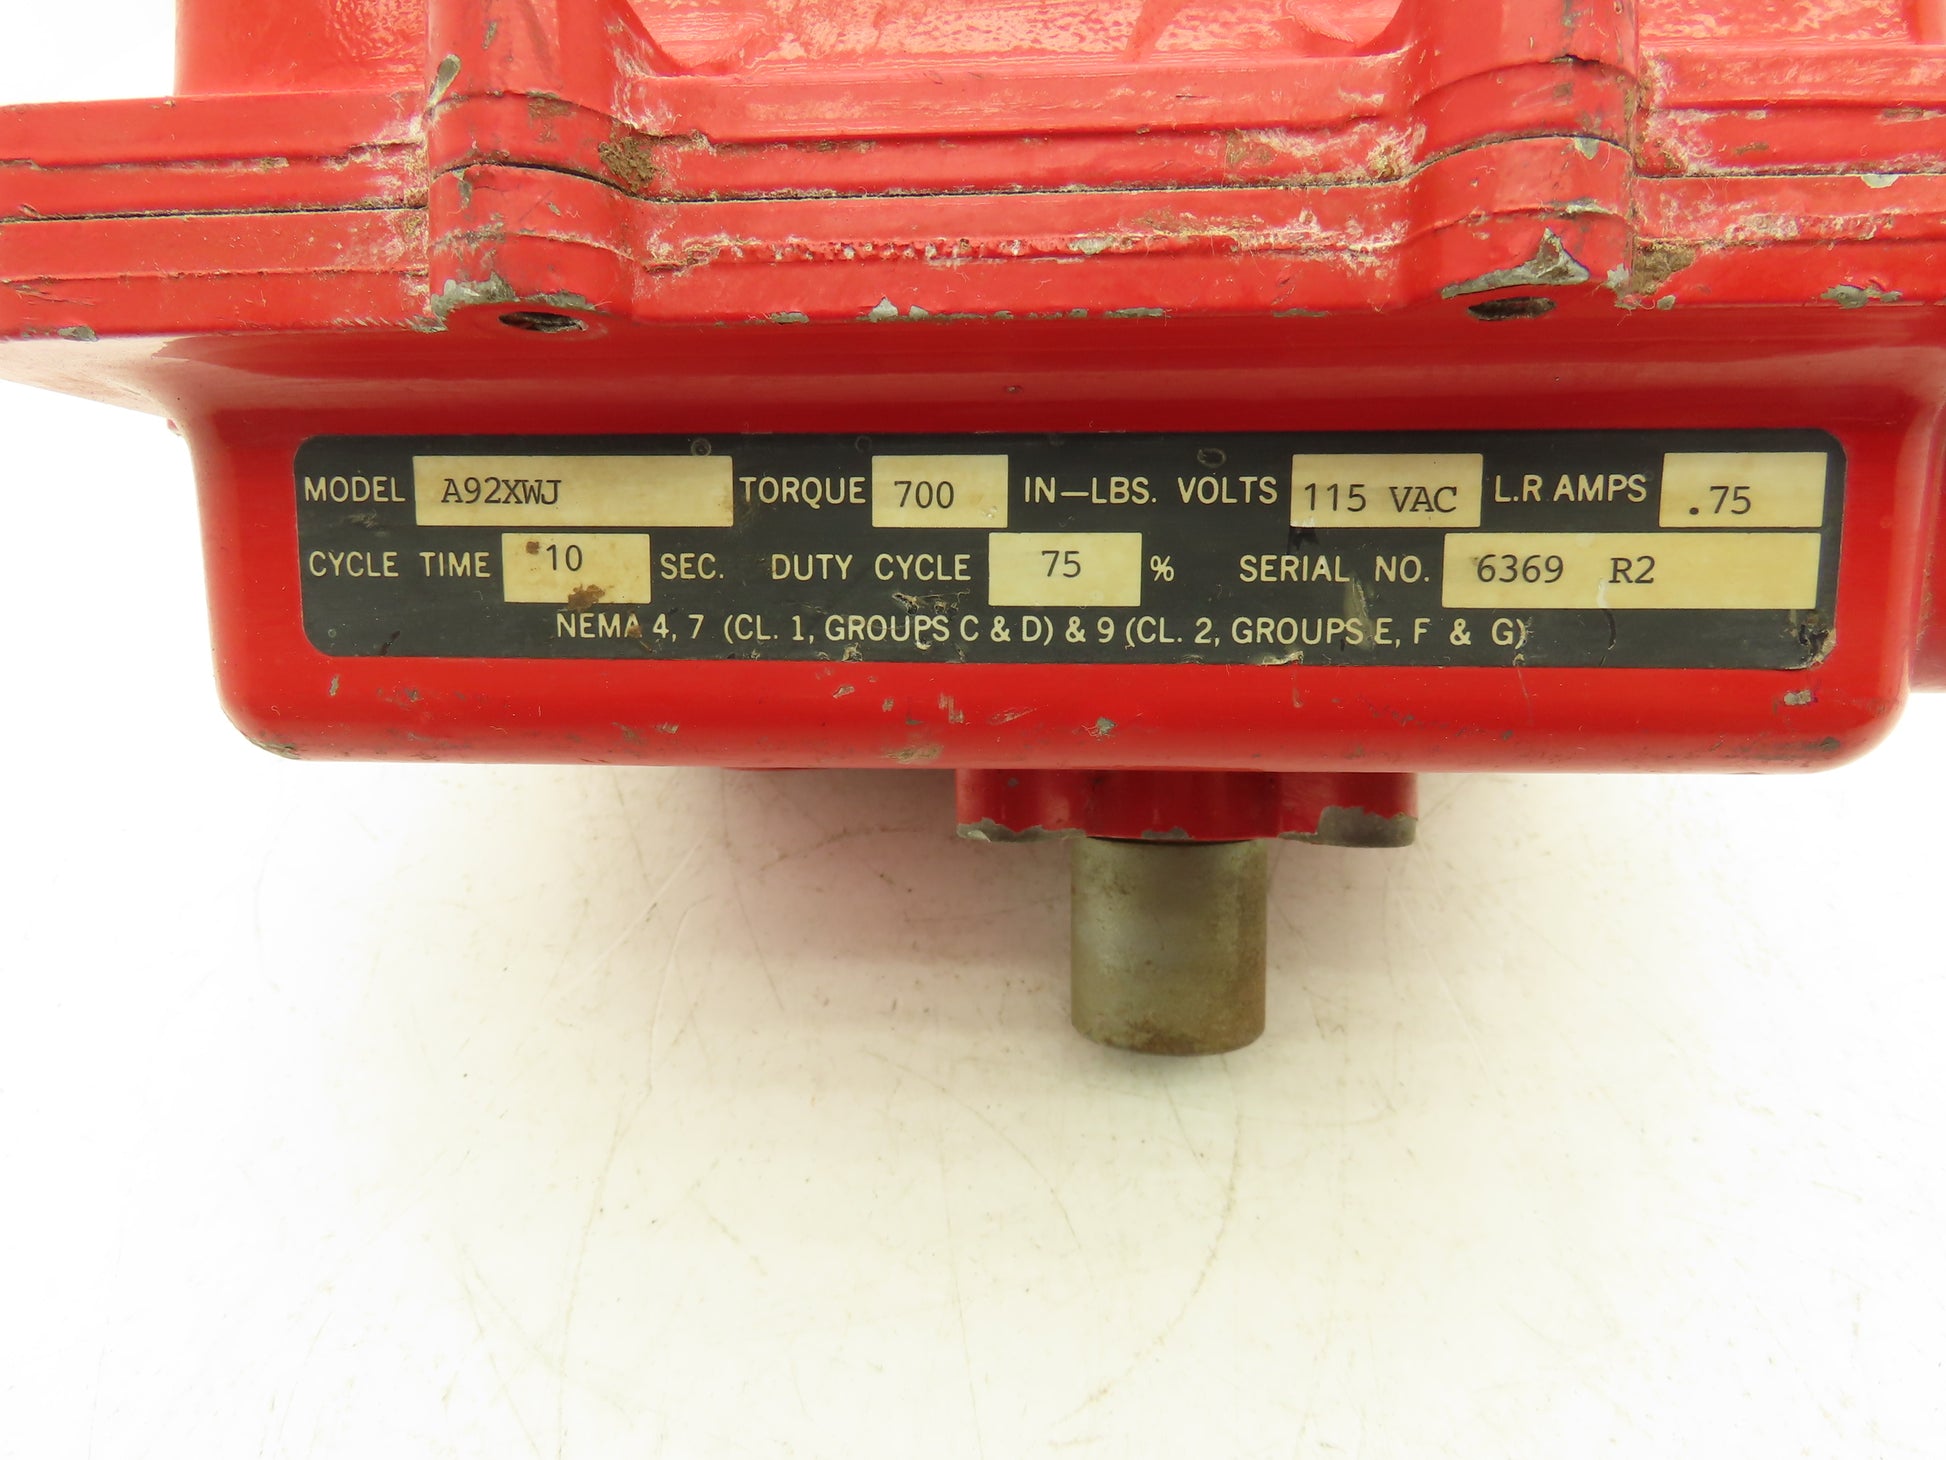 MODEL A92XWJ TORQUE 700 IN-LBS. VOLTS 115 VAC L.R AMPS .75
CYCLE TIME 10 SEC. DUTY CYCLE 75 % SERIAL NO. 6369 R2
NEMA 4, 7 (CL. 1, GROUPS C & D) & 9 (CL. 2, GROUPS E, F & G)